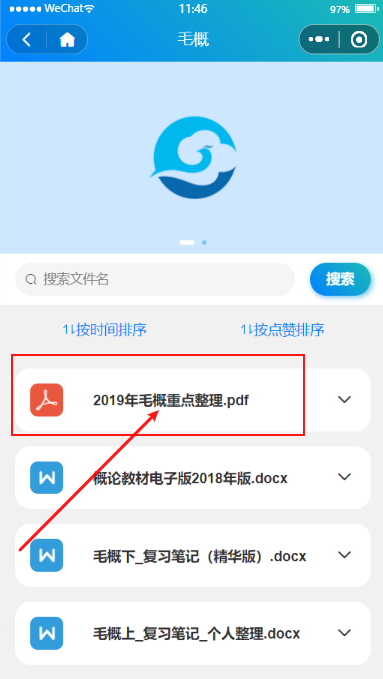 WeChat 11:46 97%
毛概
搜索文件名 搜索
按时间排序 按点赞排序
2019年毛概重点整理.pdf
概论教材电子版2018年版.docx
毛概下_复习笔记（精华版）.docx
毛概上_复习笔记_个人整理.docx